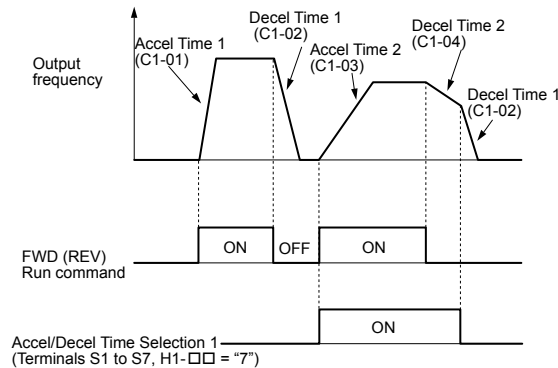 Output
frequency
Accel Time 1
(C1-01)
Decel Time 1
(C1-02)
Accel Time 2
(C1-03)
Decel Time 2
(C1-04)
Decel Time 1
(C1-02)
FWD (REV)
Run command
ON
OFF
ON
Accel/Decel Time Selection 1
(Terminals S1 to S7, H1-□□ = “7”)
ON